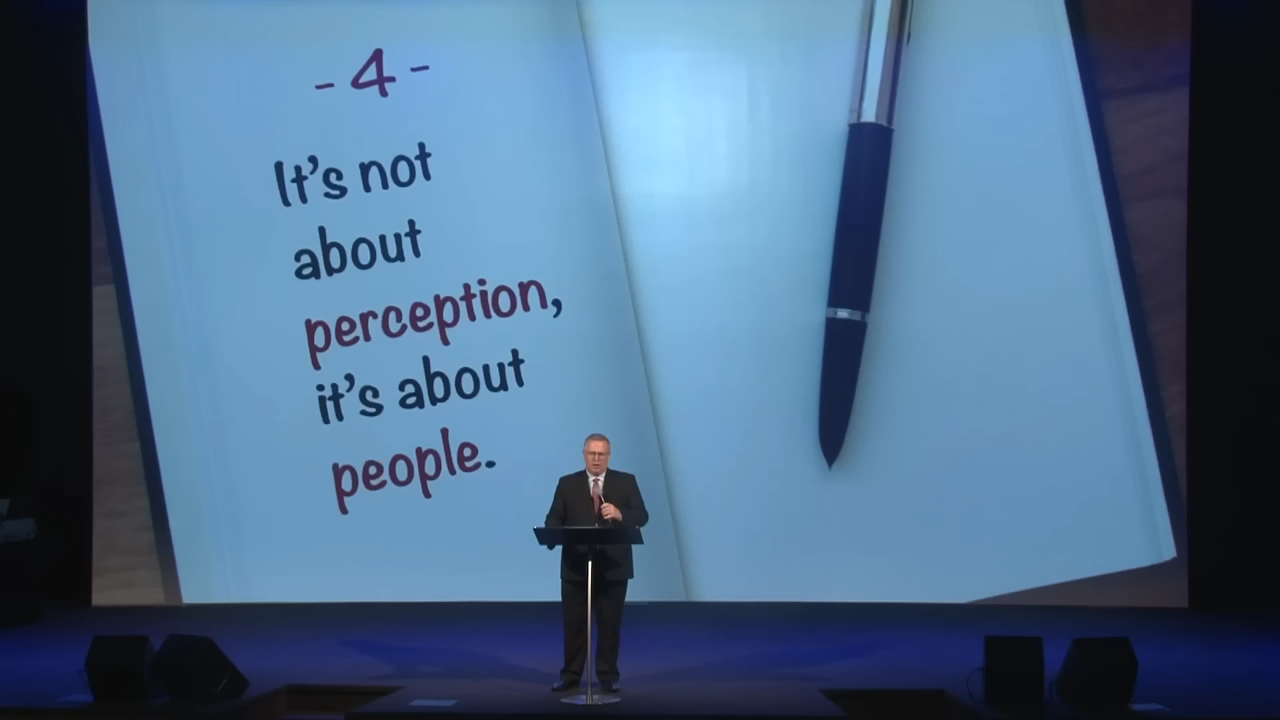 - 4 -
It's not
about
perception,
it's about
people.